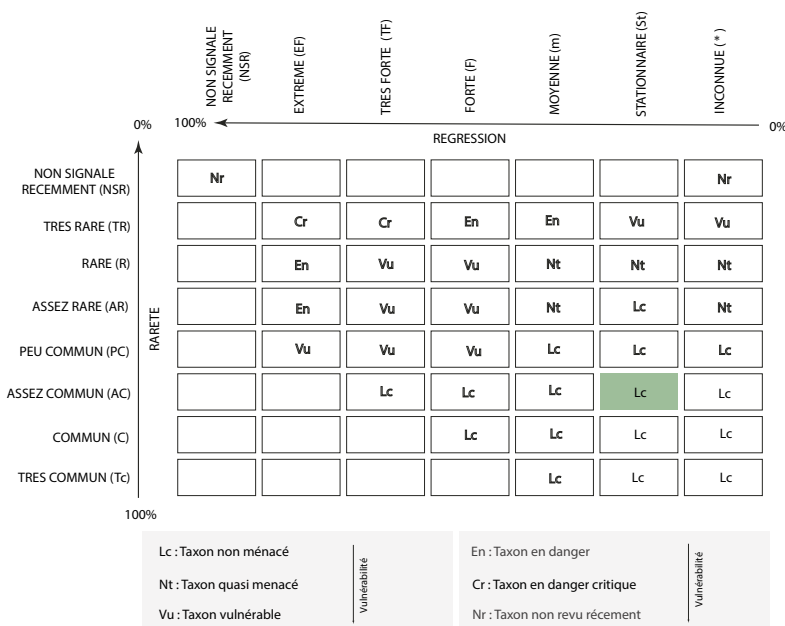 NON SIGNALE
RECEMMENT
(NSR)
EXTREME (EF)
TRES FORTE (TF)
FORTE (F)
MOYENNE (m)
STATIONNAIRE (St)
INCONNUE (*)
0% 100% 0%
REGRESSION
NON SIGNALE
RECEMMENT (NSR)
Nr Nr
TRES RARE (TR) Cr Cr En En Vu Vu
RARE (R) En Vu Vu Nt Nt Nt
ASSEZ RARE (AR) En Vu Vu Nt Lc Nt
RARETE
PEU COMMUN (PC) Vu Vu Vu Lc Lc Lc
ASSEZ COMMUN (AC) Lc Lc Lc Lc Lc
COMMUN (C) Lc Lc Lc Lc
TRES COMMUN (Tc) Lc Lc Lc
100%
Lc : Taxon non ménacé
Nt : Taxon quasi menacé
Vu : Taxon vulnérable
Vulnérabilité
En : Taxon en danger
Cr : Taxon en danger critique
Nr : Taxon non revu récement
Vulnérabilité